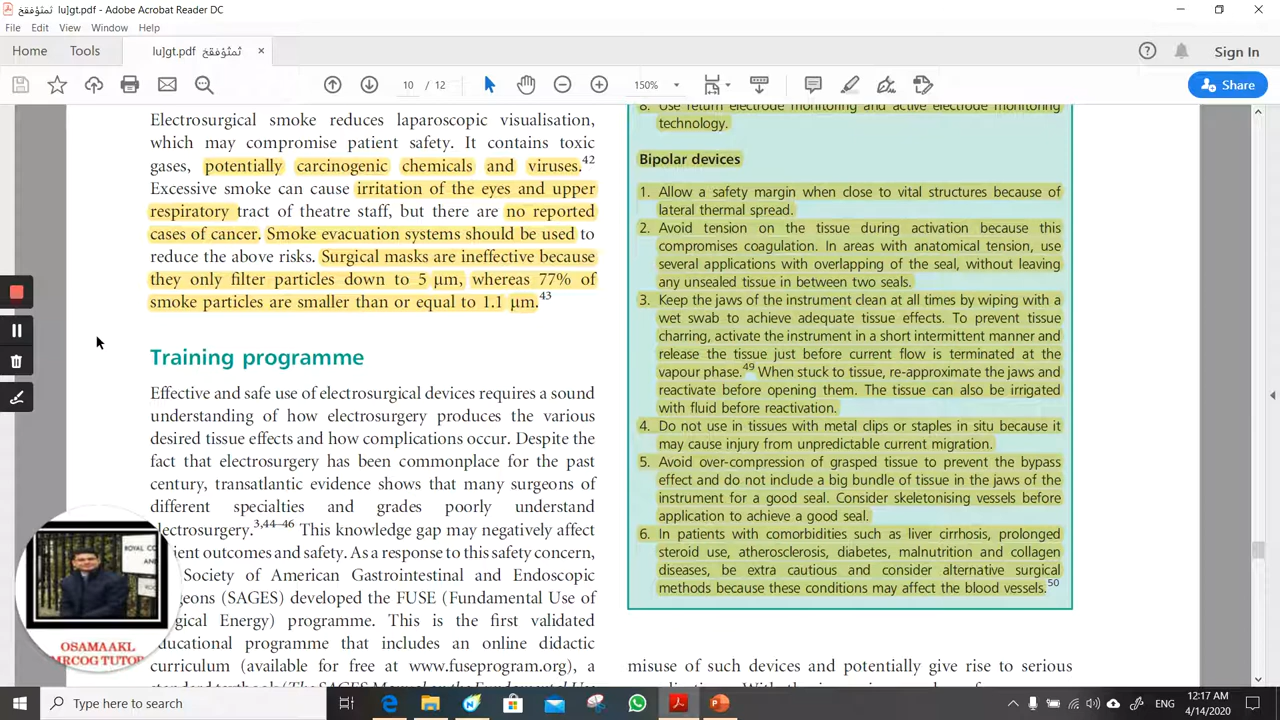 ثمثؤفقخ lu]gt.pdf - Adobe Acrobat Reader DC
File Edit View Window Help
Home Tools
lu]gt.pdf ثمثؤفقخ ×
Sign In
10 / 12
150%
Share
Electrosurgical smoke reduces laparoscopic visualisation,
which may compromise patient safety. It contains toxic
gases, potentially carcinogenic chemicals and viruses.42
Excessive smoke can cause irritation of the eyes and upper
respiratory tract of theatre staff, but there are no reported
cases of cancer. Smoke evacuation systems should be used to
reduce the above risks. Surgical masks are ineffective because
they only filter particles down to 5 μm, whereas 77% of
smoke particles are smaller than or equal to 1.1 μm.43
Training programme
Effective and safe use of electrosurgical devices requires a sound
understanding of how electrosurgery produces the various
desired tissue effects and how complications occur. Despite the
fact that electrosurgery has been commonplace for the past
century, transatlantic evidence shows that many surgeons of
different specialties and grades poorly understand
lectrosurgery.3,44–46 This knowledge gap may negatively affect
ient outcomes and safety. As a response to this safety concern,
Society of American Gastrointestinal and Endoscopic
geons (SAGES) developed the FUSE (Fundamental Use of
gical Energy) programme. This is the first validated
educational programme that includes an online didactic
curriculum (available for free at www.fuseprogram.org), a
standard textbook (The SAGES Manual on the Fundamental Use
8. Use return electrode monitoring and active electrode monitoring
technology.
Bipolar devices
1. Allow a safety margin when close to vital structures because of
lateral thermal spread.
2. Avoid tension on the tissue during activation because this
compromises coagulation. In areas with anatomical tension, use
several applications with overlapping of the seal, without leaving
any unsealed tissue in between two seals.
3. Keep the jaws of the instrument clean at all times by wiping with a
wet swab to achieve adequate tissue effects. To prevent tissue
charring, activate the instrument in a short intermittent manner and
release the tissue just before current flow is terminated at the
vapour phase.49 When stuck to tissue, re-approximate the jaws and
reactivate before opening them. The tissue can also be irrigated
with fluid before reactivation.
4. Do not use in tissues with metal clips or staples in situ because it
may cause injury from unpredictable current migration.
5. Avoid over-compression of grasped tissue to prevent the bypass
effect and do not include a big bundle of tissue in the jaws of the
instrument for a good seal. Consider skeletonising vessels before
application to achieve a good seal.
6. In patients with comorbidities such as liver cirrhosis, prolonged
steroid use, atherosclerosis, diabetes, malnutrition and collagen
diseases, be extra cautious and consider alternative surgical
methods because these conditions may affect the blood vessels.50
misuse of such devices and potentially give rise to serious
ROYAL CO
OSAMA AKL
MRCOG TUTOR
Type here to search
ENG
12:17 AM
4/14/2020